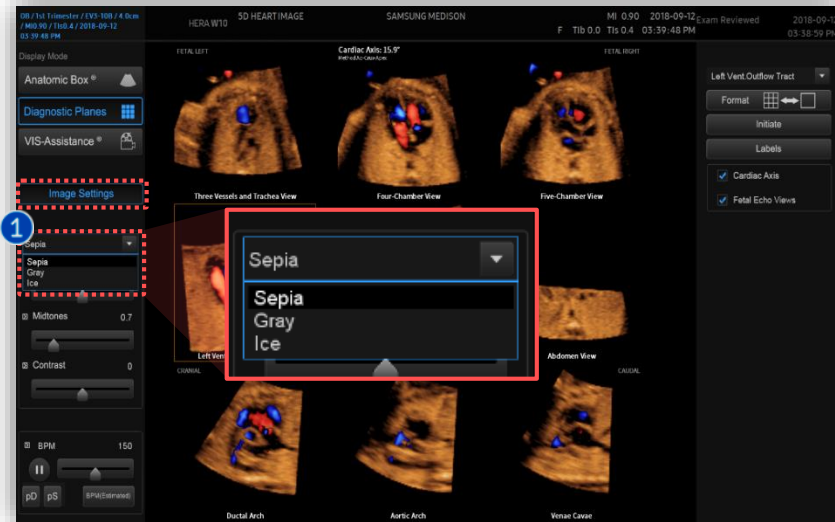 OB / 1st Trimester / EV3-10B / 4.0cm
/ MI0.90 / TIs0.4 / 2018-09-12
03:39:48 PM
HERA W10
5D HEART IMAGE
SAMSUNG MEDISON
MI 0.90 2018-09-12
F TIb 0.0 TIs 0.4 03:39:48 PM
Exam Reviewed
2018-09-12
03:38:59 PM
Display Mode
Anatomic Box ®
Diagnostic Planes
VIS-Assistance ®
Image Settings
1
Sepia
Sepia
Gray
Ice
Midtones 0.7
Contrast 0
BPM 150
pD pS BPM(Estimated)
FETAL LEFT
Cardiac Axis: 15.9°
FETAL RIGHT
Three Vessels and Trachea View
Four-Chamber View
Five-Chamber View
Sepia
Sepia
Gray
Ice
Left Vent
Abdomen View
CRANIAL
CAUDAL
Ductal Arch
Aortic Arch
Venae Cavae
Left Vent.Outflow Tract
Format
Initiate
Labels
Cardiac Axis
Fetal Echo Views